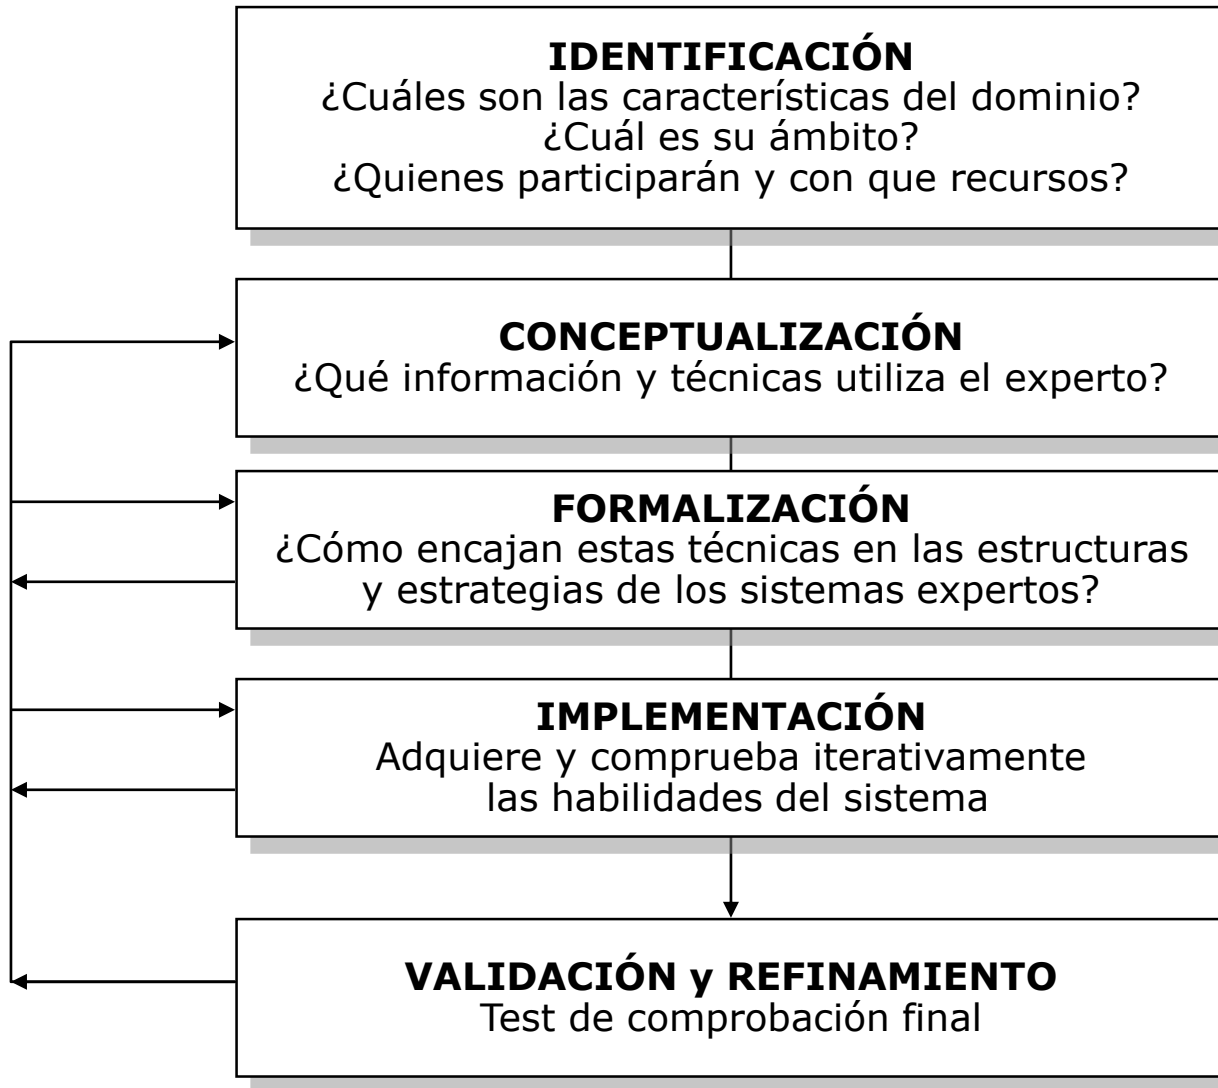 IDENTIFICACIÓN
¿Cuáles son las características del dominio?
¿Cuál es su ámbito?
¿Quienes participarán y con que recursos?
CONCEPTUALIZACIÓN
¿Qué información y técnicas utiliza el experto?
FORMALIZACIÓN
¿Cómo encajan estas técnicas en las estructuras
y estrategias de los sistemas expertos?
IMPLEMENTACIÓN
Adquiere y comprueba iterativamente
las habilidades del sistema
VALIDACIÓN y REFINAMIENTO
Test de comprobación final